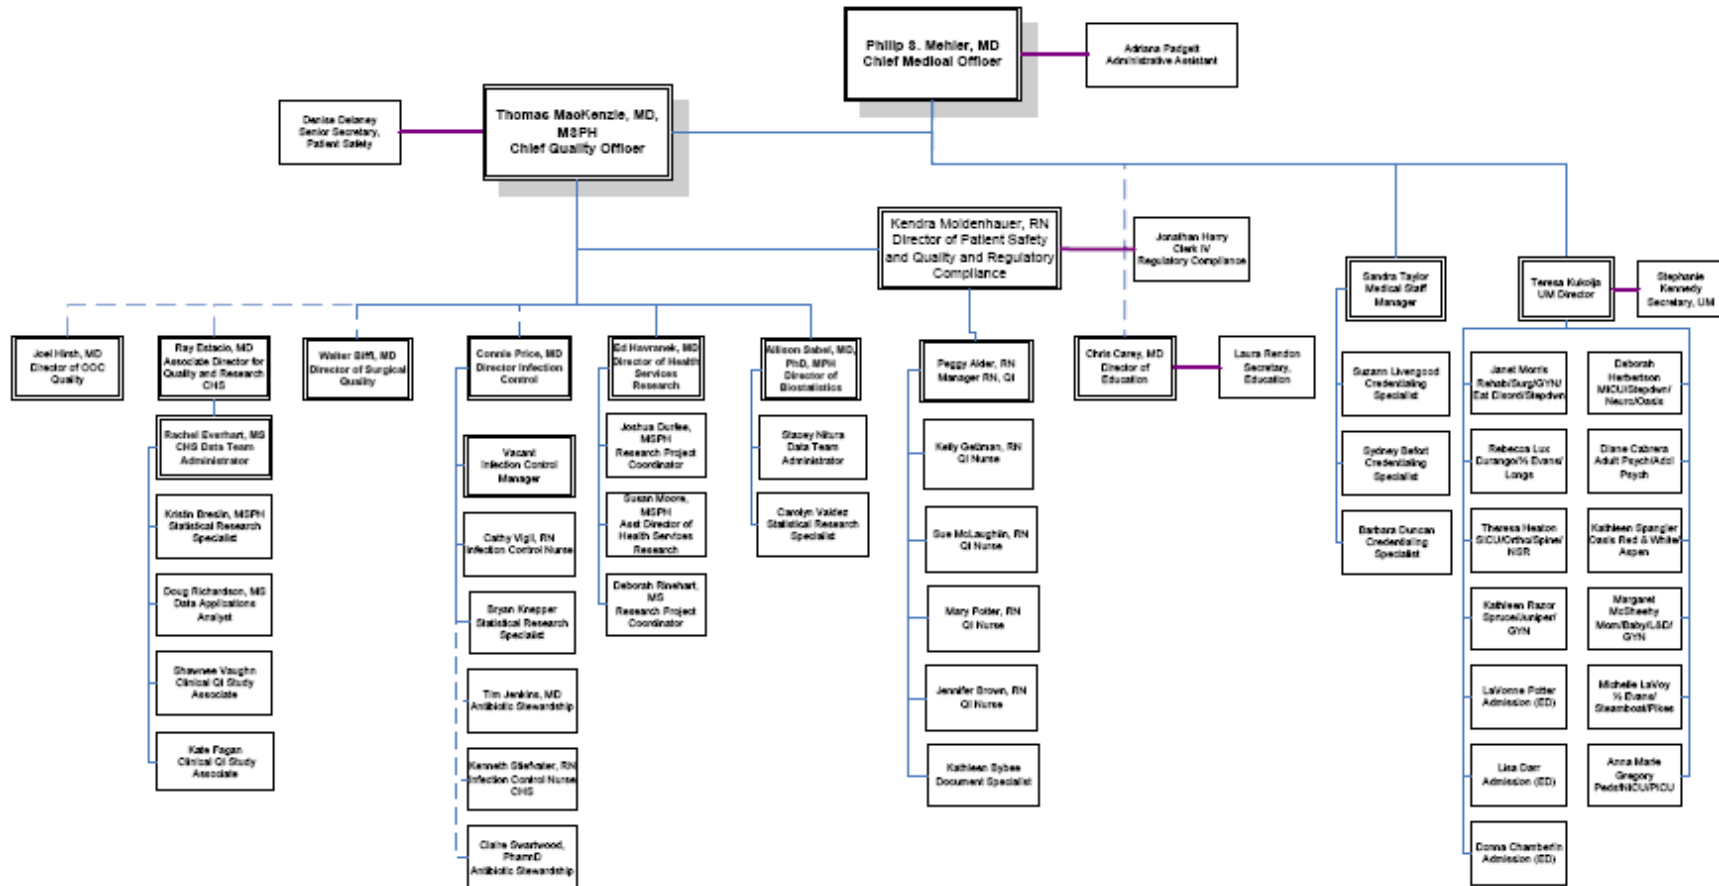 Philip S. Mehler, MD
Chief Medical Officer
Adriana Padgett
Administrative Assistant
Thomas MacKenzie, MD,
MSPH
Chief Quality Officer
Denise Delaney
Senior Secretary,
Patient Safety
Kendra Moldenhauer, RN
Director of Patient Safety
and Quality and Regulatory
Compliance
Jonathan Harry
Clerk IV
Regulatory Compliance
Sandra Taylor
Medical Staff
Manager
Teresa Kukolja
UM Director
Stephanie
Kennedy
Secretary, UM
Joel Hirsh, MD
Director of OOC
Quality
Ray Estacio, MD
Associate Director for
Quality and Research
CHS
Walter Biffl, MD
Director of Surgical
Quality
Connie Price, MD
Director Infection
Control
Ed Havranek, MD
Director of Health
Services
Research
Allison Sabel, MD,
PhD, MPH
Director of
Biostatistics
Peggy Alder, RN
Manager RN, QI
Chris Carey, MD
Director of
Education
Laura Rendon
Secretary,
Education
Rachel Everhart, MS
CHS Data Team
Administrator
Kristin Breslin, MSPH
Statistical Research
Specialist
Doug Richardson, MS
Data Applications
Analyst
Shawnee Vaughn
Clinical QI Study
Associate
Kate Fagan
Clinical QI Study
Associate
Vacant
Infection Control
Manager
Cathy Vigil, RN
Infection Control Nurse
Bryan Knepper
Statistical Research
Specialist
Tim Jenkins, MD
Antibiotic Stewardship
Kenneth Stiefvater, RN
Infection Control Nurse
CHS
Claire Swartwood,
PharmD
Antibiotic Stewardship
Joshua Durfee,
MSPH
Research Project
Coordinator
Susan Moore,
MSPH
Asst Director of
Health Services
Research
Deborah Rinehart,
MS
Research Project
Coordinator
Stacey Nitura
Data Team
Administrator
Carolyn Valdez
Statistical Research
Specialist
Kelly Geitman, RN
QI Nurse
Sue McLaughlin, RN
QI Nurse
Mary Potter, RN
QI Nurse
Jennifer Brown, RN
QI Nurse
Kathleen Bybee
Document Specialist
Suzann Livengood
Credentialing
Specialist
Sydney Befort
Credentialing
Specialist
Barbara Duncan
Credentialing
Specialist
Janet Morris
Rehab/Surg/GYN/
Eat Disord/Stepdwn
Rebecca Lux
Durango/½ Evans/
Longs
Theresa Heaton
SICU/Ortho/Spine/
NSR
Kathleen Razor
Spruce/Juniper/
GYN
LaVonne Potter
Admission (ED)
Lisa Darr
Admission (ED)
Donna Chamberlin
Admission (ED)
Deborah
Herbertson
MICU/Stepdwn/
Neuro/Oasis
Diane Cabrera
Adult Psych/Adol
Psych
Kathleen Spangler
Oasis Red & White/
Aspen
Margaret
McSheehy
Mom/Baby/L&D/
GYN
Michelle LaVoy
½ Evans/
Steamboat/Pikes
Anna Marie
Gregory
Peds/NICU/PICU